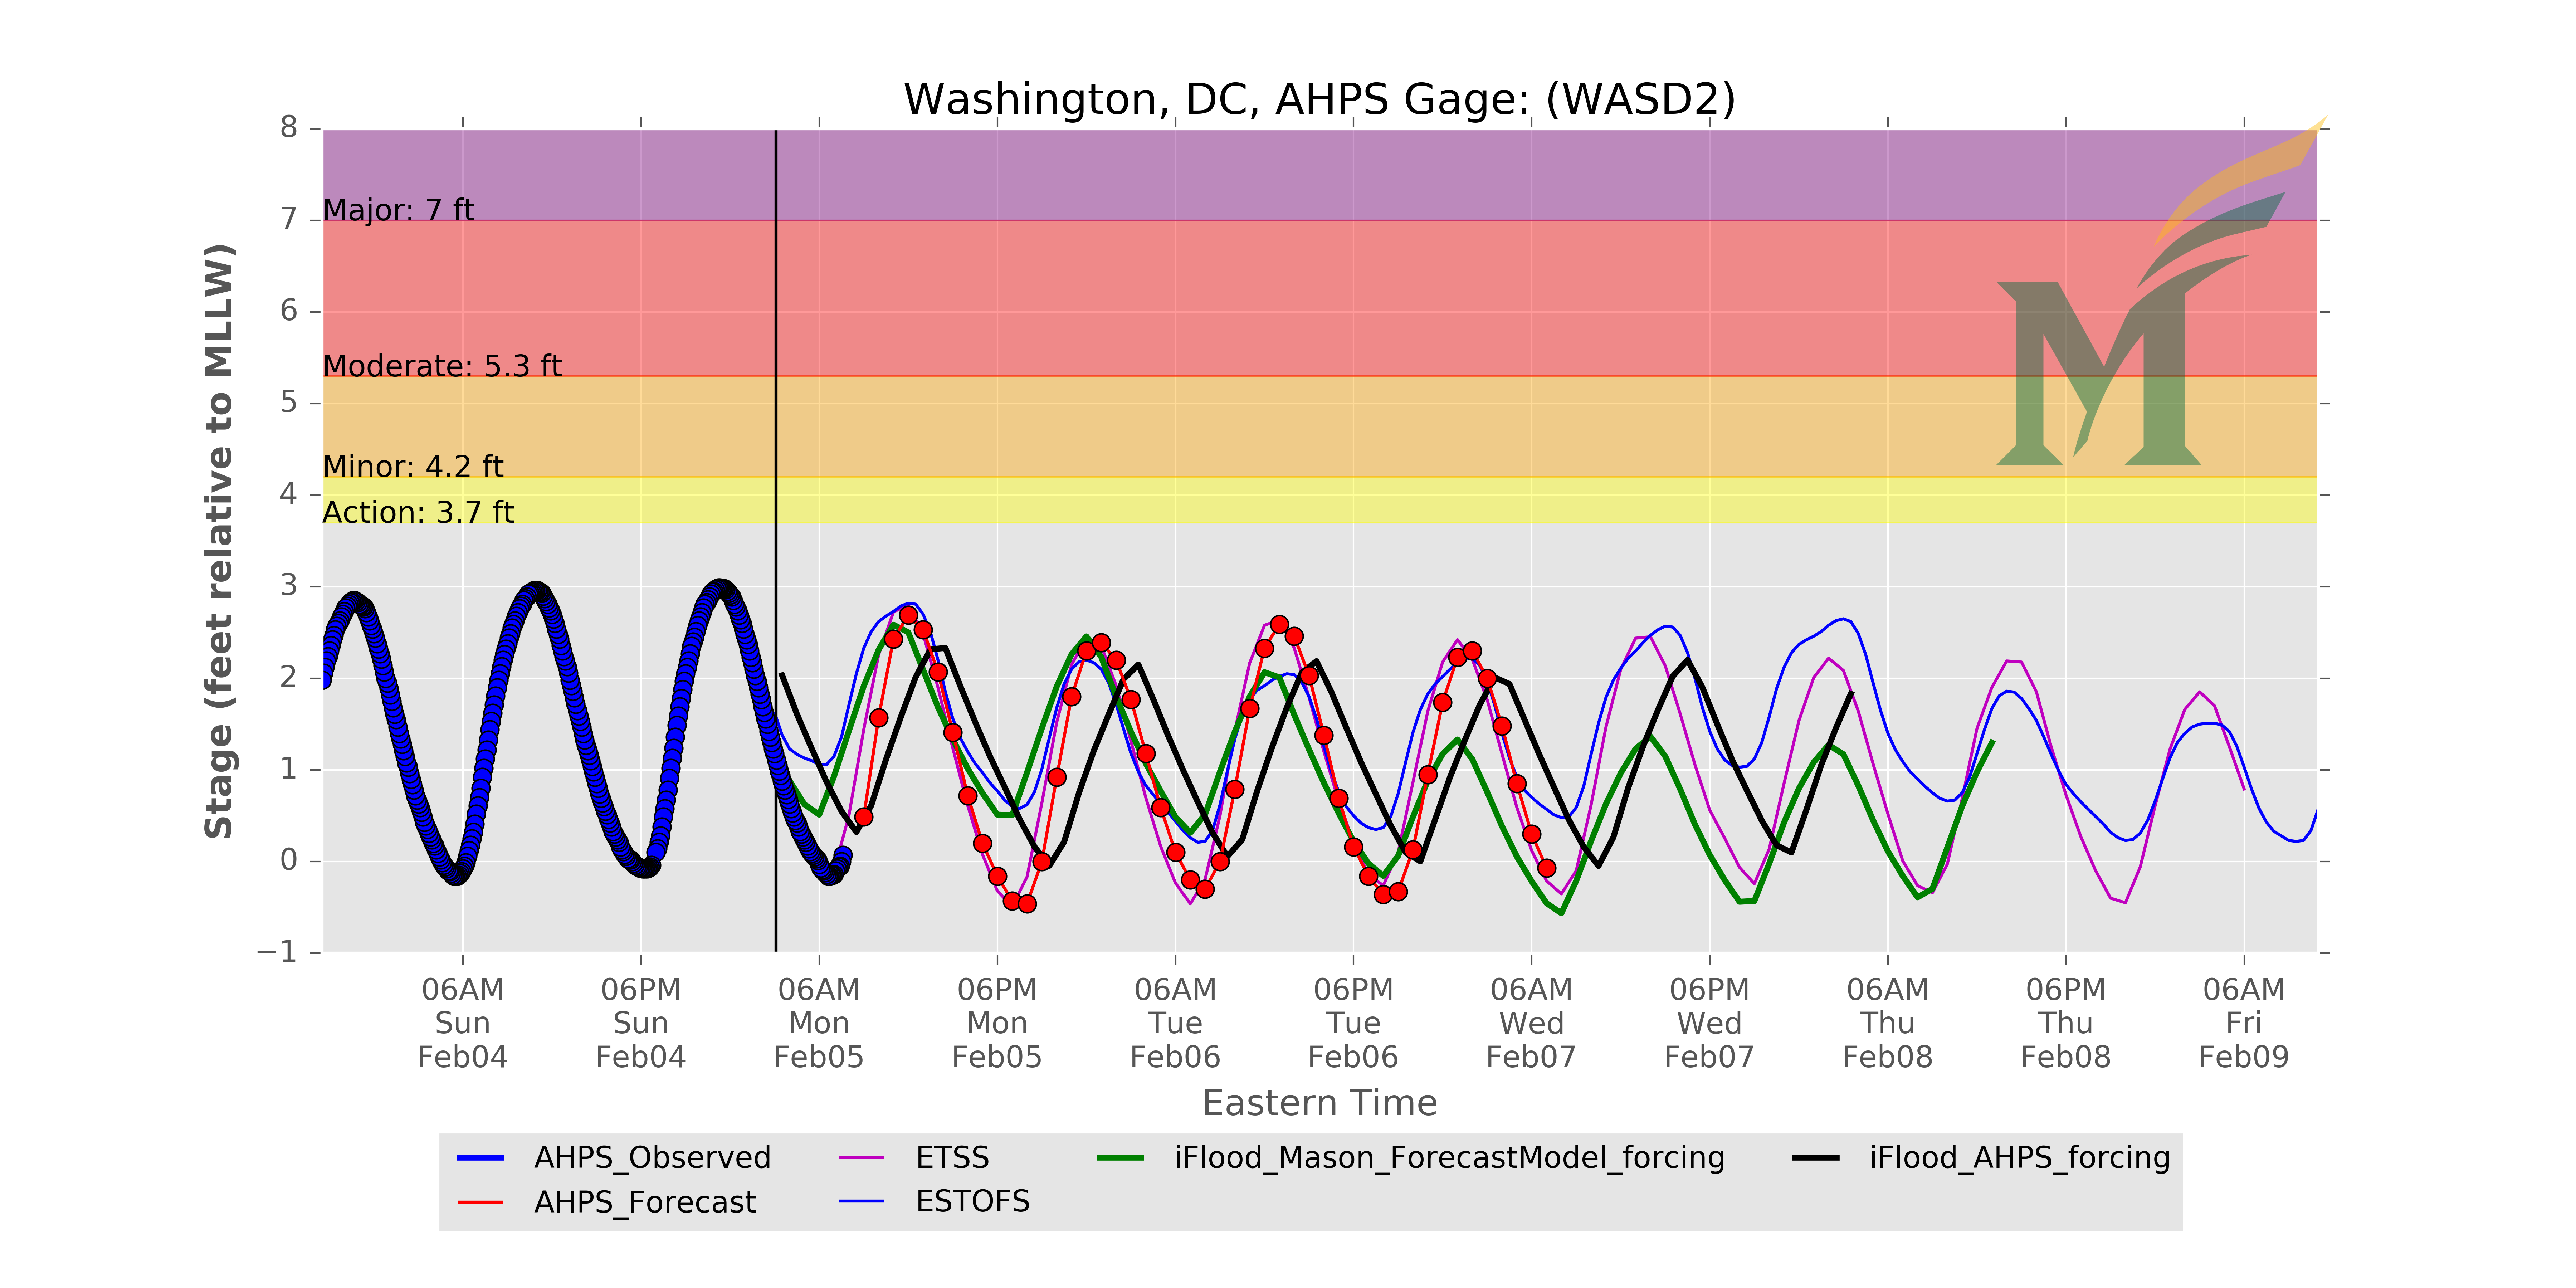 Washington, DC, AHPS Gage: (WASD2)
8
7
6
5
4
3
2
1
0
−1
Stage (feet relative to MLLW)
Major: 7 ft
Moderate: 5.3 ft
Minor: 4.2 ft
Action: 3.7 ft
M
06AM
Sun
Feb04
06PM
Sun
Feb04
06AM
Mon
Feb05
06PM
Mon
Feb05
06AM
Tue
Feb06
06PM
Tue
Feb06
06AM
Wed
Feb07
06PM
Wed
Feb07
06AM
Thu
Feb08
06PM
Thu
Feb08
06AM
Fri
Feb09
Eastern Time
AHPS_Observed
AHPS_Forecast
ETSS
ESTOFS
iFlood_Mason_ForecastModel_forcing
iFlood_AHPS_forcing